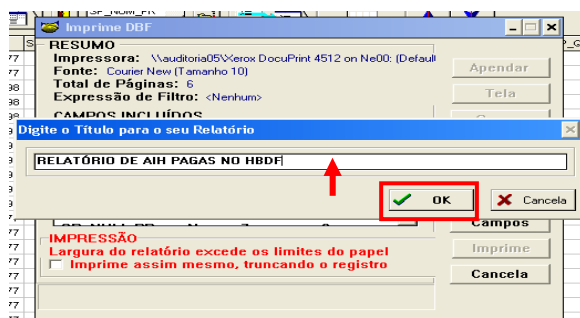 SP_NUM_PR
Imprime DBF
RESUMO
Impressora: \\auditoria05\Xerox DocuPrint 4512 on Ne00: (Defaul
Fonte: Courier New (Tamanho 10)
Total de Páginas: 6
Expressão de Filtro: <Nenhum>
CAMPOS INCLUÍDOS
Apendar
Tela
Digite o Título para o seu Relatório
RELATÓRIO DE AIH PAGAS NO HBDF
OK
Cancela
Campos
IMPRESSÃO
Largura do relatório excede os limites do papel
Imprime assim mesmo, truncando o registro
Imprime
Cancela